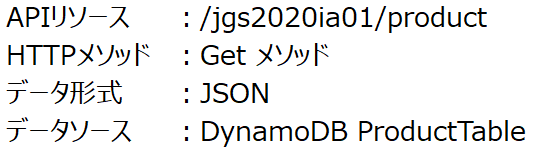 APIリソース : /jgs2020ia01/product
HTTPメソッド : Get メソッド
データ形式 : JSON
データソース : DynamoDB ProductTable